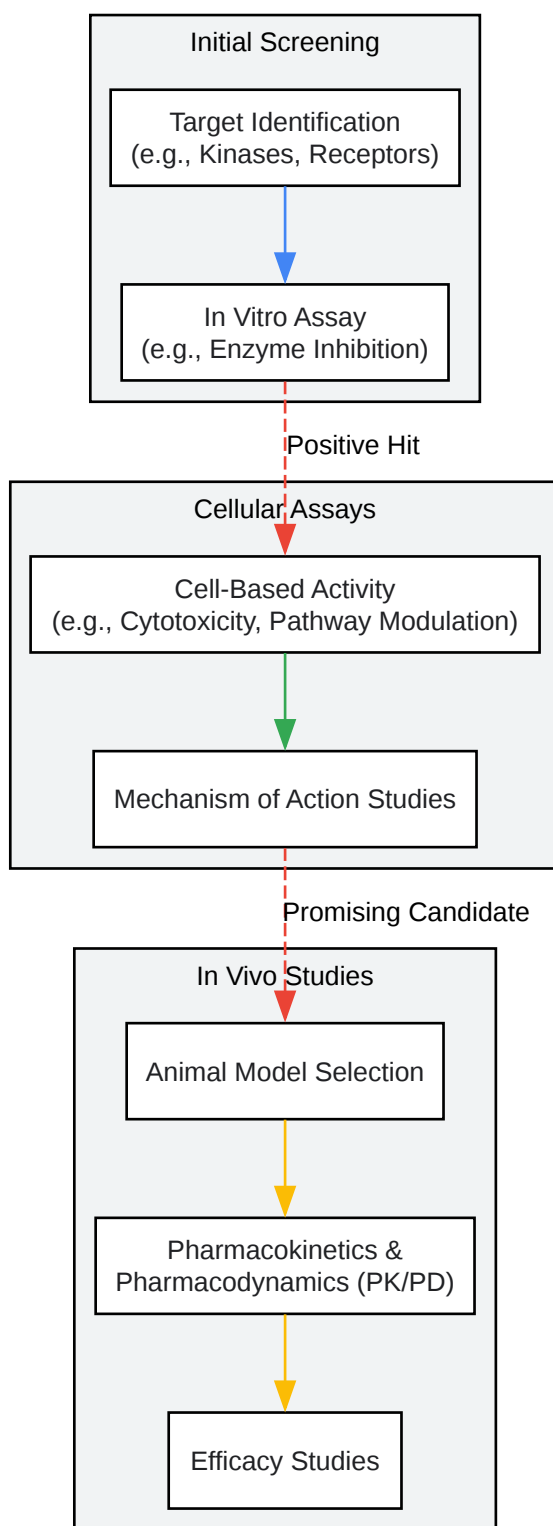 Initial Screening
Target Identification
(e.g., Kinases, Receptors)
In Vitro Assay
(e.g., Enzyme Inhibition)
Positive Hit
Cellular Assays
Cell-Based Activity
(e.g., Cytotoxicity, Pathway Modulation)
Mechanism of Action Studies
Promising Candidate
In Vivo Studies
Animal Model Selection
Pharmacokinetics &
Pharmacodynamics (PK/PD)
Efficacy Studies